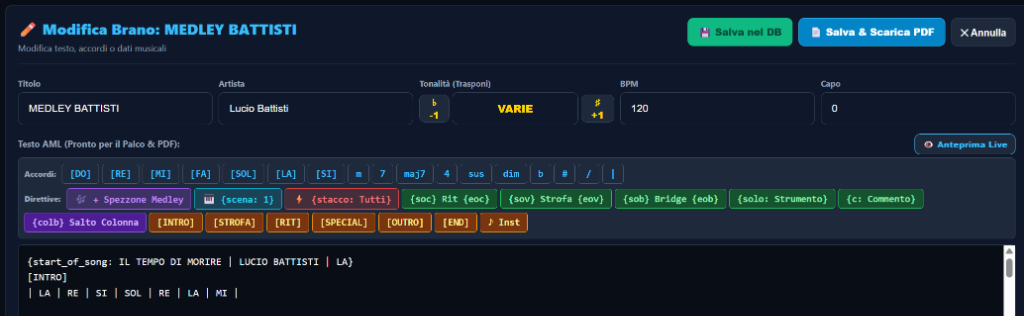 Modifica Brano: MEDLEY BATTISTI
Modifica testo, accordi o dati musicali
Salva nel DB
Salva & Scarica PDF
✕ Annulla
Titolo
Artista
Tonalità (Trasponi)
BPM
Capo
MEDLEY BATTISTI
Lucio Battisti
♭
-1
VARIE
♯
+1
120
0
Testo AML (Pronto per il Palco & PDF):
Anteprima Live
Accordi: [DO] [RE] [MI] [FA] [SOL] [LA] [SI] m 7 maj7 4 sus dim b # / |
Direttive: + Spezzone Medley {scena: 1} {stacco: Tutti} {soc} Rit {eoc} {sov} Strofa {eov} {sob} Bridge {eob} {solo: Strumento} {c: Commento}
{colb} Salto Colonna [INTRO] [STROFA] [RIT] [SPECIAL] [OUTRO] [END] ♪ Inst
{start_of_song: IL TEMPO DI MORIRE | LUCIO BATTISTI | LA}
[INTRO]
| LA | RE | SI | SOL | RE | LA | MI |